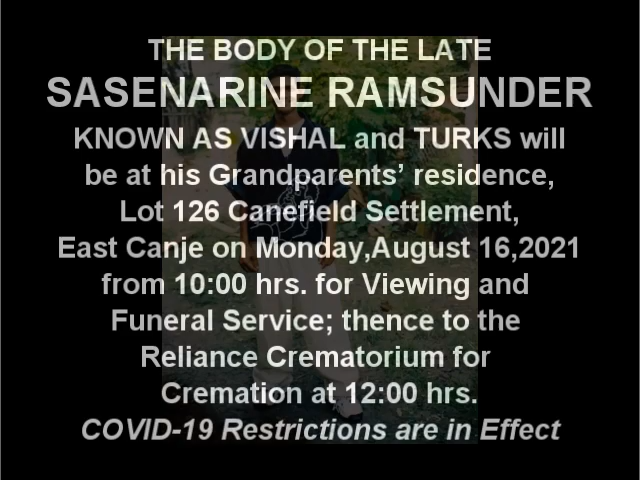 THE BODY OF THE LATE
SASENARINE RAMSUNDER
KNOWN AS VISHAL and TURKS will
be at his Grandparents’ residence,
Lot 126 Canefield Settlement,
East Canje on Monday,August 16,2021
from 10:00 hrs. for Viewing and
Funeral Service; thence to the
Reliance Crematorium for
Cremation at 12:00 hrs.
COVID-19 Restrictions are in Effect